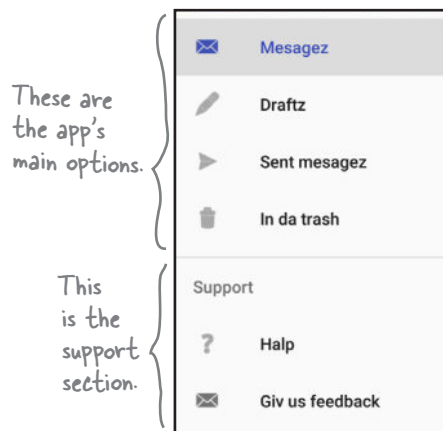 These are
the app's
main options.
Mesagez
Draftz
Sent mesagez
In da trash
This
is the
support
section.
Support
?
Halp
Giv us feedback